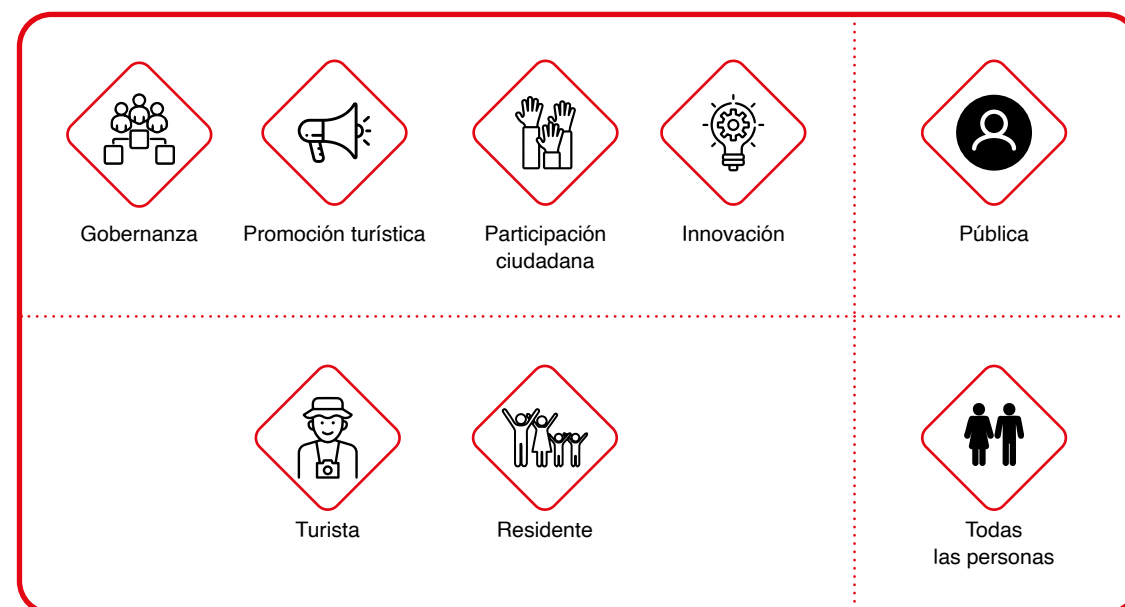 Gobernanza
Promoción turística
Participación
ciudadana
Innovación
Pública
Turista
Residente
Todas
las personas